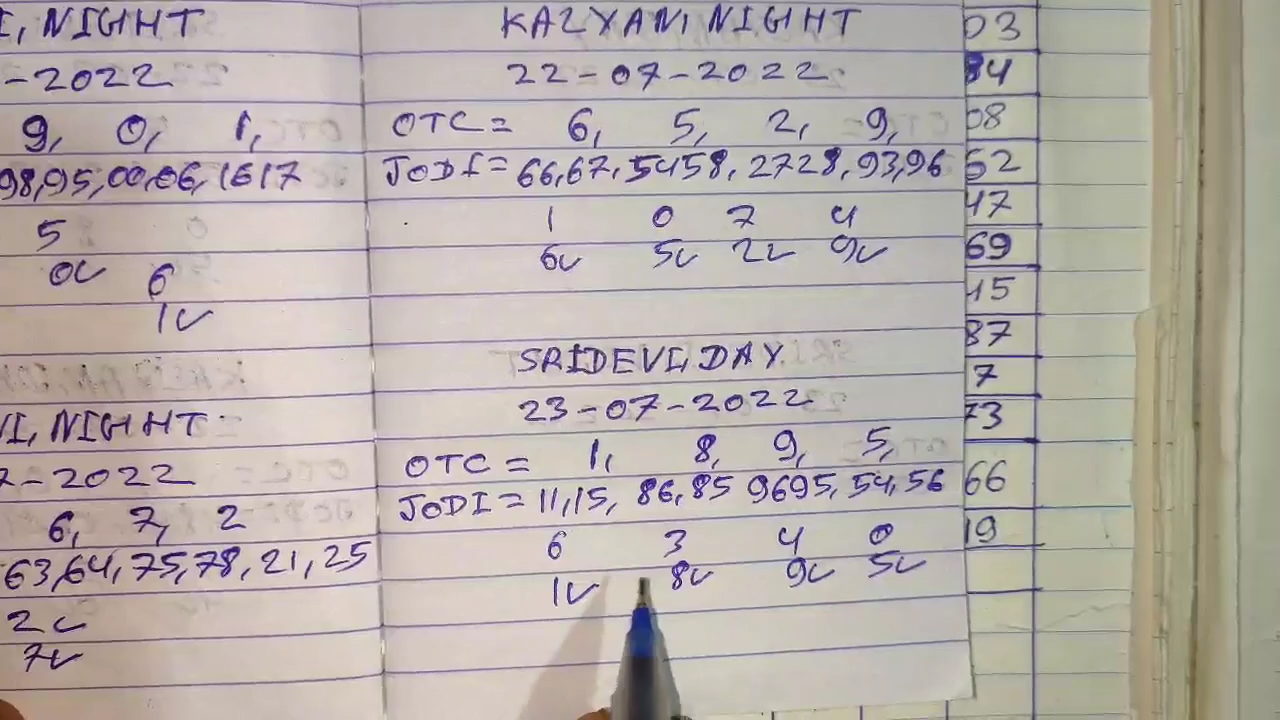 I, NIGHT
-2022
9, 0, 1,
98,95,00,06,1617
5
0✓ 6
1✓
VI, NIGHT
7-2022
6, 7, 2
63,64,75,78,21,25
2✓
7✓
KALYAN, NIGHT
22-07-2022
OTC = 6, 5, 2, 9,
JODI = 66,67,5458,2728,93,96
1 0 7 4
6✓ 5✓ 2✓ 9✓
SRIDEVI, DAY
23-07-2022
OTC = 1, 8, 9, 5,
JODI = 11,15, 86,85 9695, 54,56
6 3 4 0
1✓ 8✓ 9✓ 5✓
03
84
08
52
47
69
15
87
7
73
66
19